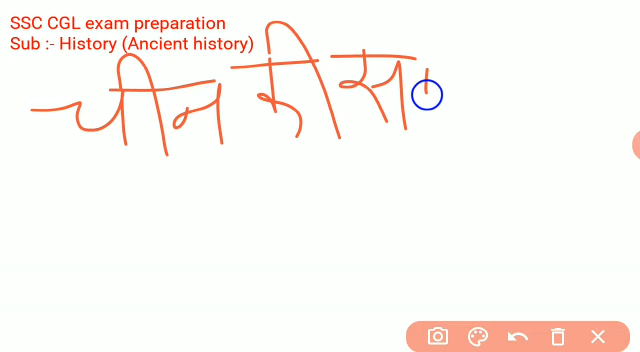 SSC CGL exam preparation
Sub :- History (Ancient history)
चीन की स